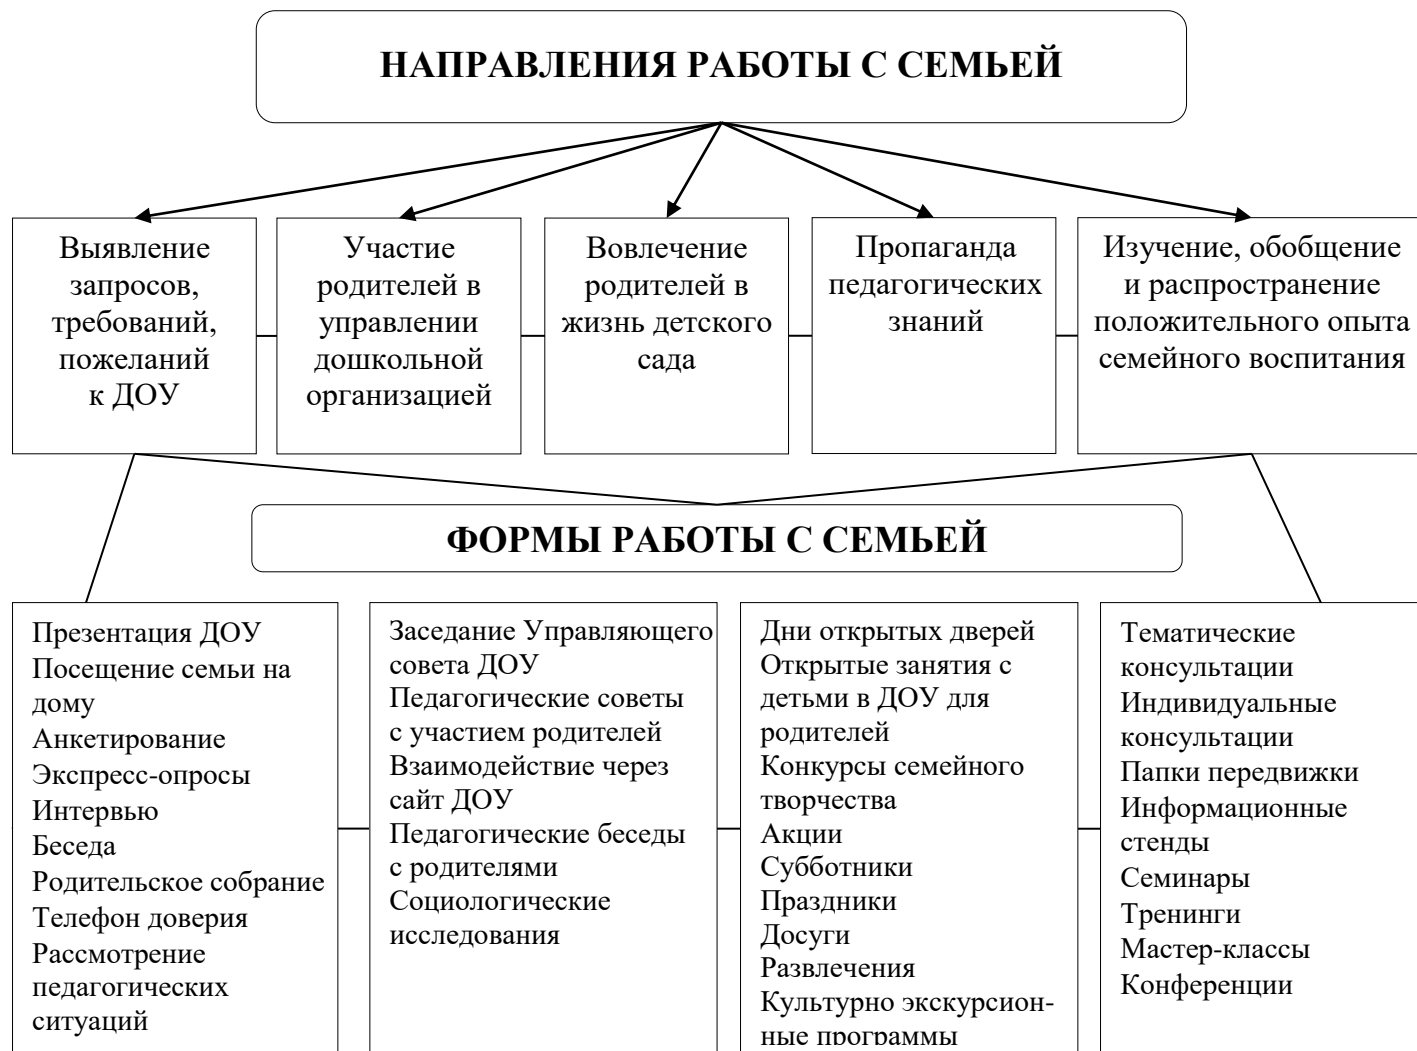 НАПРАВЛЕНИЯ РАБОТЫ С СЕМЬЕЙ
Выявление
запросов,
требований,
пожеланий
к ДОУ
Участие
родителей в
управлении
дошкольной
организацией
Вовлечение
родителей в
жизнь детского
сада
Пропаганда
педагогических
знаний
Изучение, обобщение
и распространение
положительного опыта
семейного воспитания
ФОРМЫ РАБОТЫ С СЕМЬЕЙ
Презентация ДОУ
Посещение семьи на
дому
Анкетирование
Экспресс-опросы
Интервью
Беседа
Родительское собрание
Телефон доверия
Рассмотрение
педагогических
ситуаций
Заседание Управляющего
совета ДОУ
Педагогические советы
с участием родителей
Взаимодействие через
сайт ДОУ
Педагогические беседы
с родителями
Социологические
исследования
Дни открытых дверей
Открытые занятия с
детьми в ДОУ для
родителей
Конкурсы семейного
творчества
Акции
Субботники
Праздники
Досуги
Развлечения
Культурно экскурсион-
ные программы
Тематические
консультации
Индивидуальные
консультации
Папки передвижки
Информационные
стенды
Семинары
Тренинги
Мастер-классы
Конференции